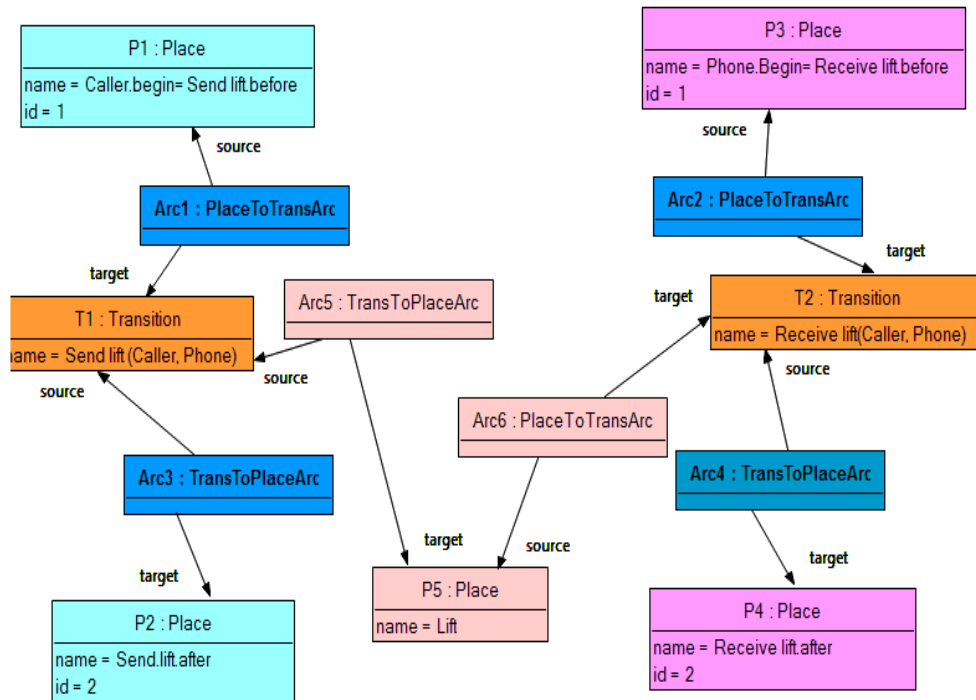 P1 : Place
name = Caller.begin= Send lift.before
id = 1
P3 : Place
name = Phone.Begin= Receive lift.before
id = 1
source
source
Arc1 : PlaceToTransArc
Arc2 : PlaceToTransArc
target
target
target
Arc5 : TransToPlaceArc
T1 : Transition
name = Send lift (Caller, Phone)
T2 : Transition
name = Receive lift(Caller, Phone)
source
source
source
Arc6 : PlaceToTransArc
Arc3 : TransToPlaceArc
Arc4 : TransToPlaceArc
target
source
target
target
P5 : Place
name = Lift
P2 : Place
name = Send.lift.after
id = 2
P4 : Place
name = Receive lift.after
id = 2